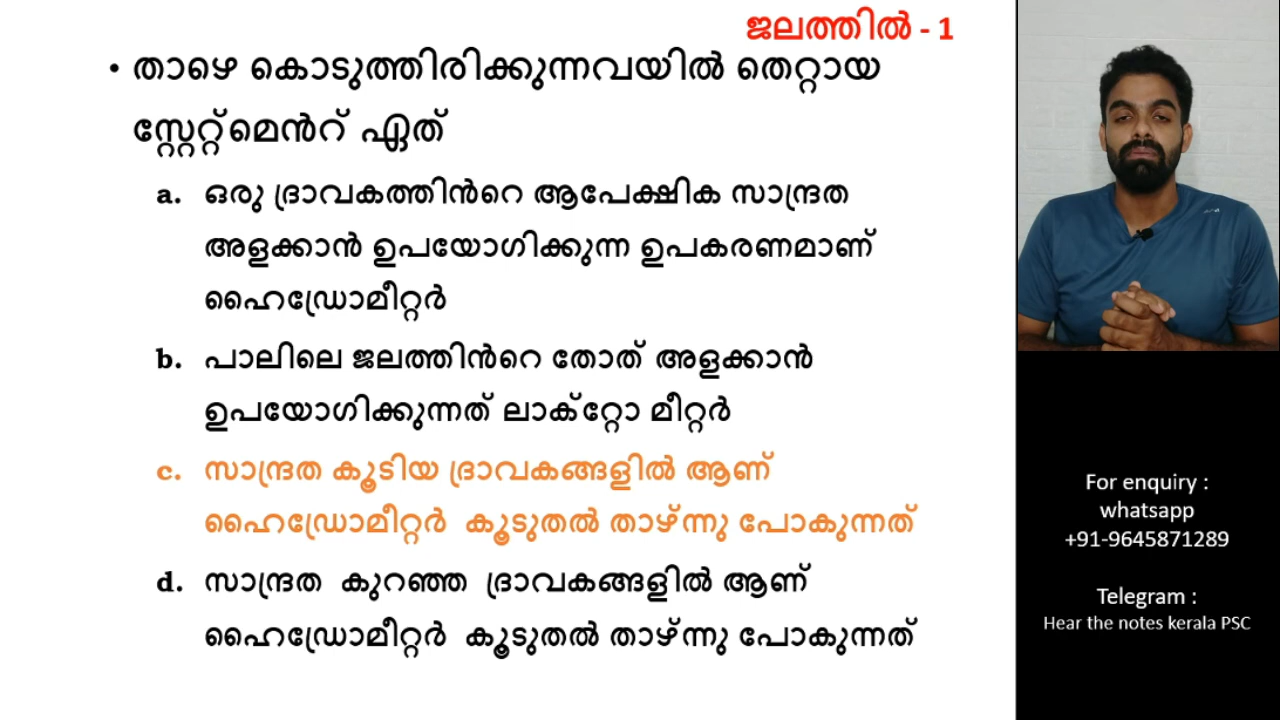 ജലത്തിൽ - 1
• താഴെ കൊടുത്തിരിക്കുന്നവയിൽ തെറ്റായ
സ്റ്റേറ്റ്മെൻറ് ഏത്
a. ഒരു ദ്രാവകത്തിൻറെ ആപേക്ഷിക സാന്ദ്രത
അളക്കാൻ ഉപയോഗിക്കുന്ന ഉപകരണമാണ്
ഹൈഡ്രോമീറ്റർ
b. പാലിലെ ജലത്തിൻറെ തോത് അളക്കാൻ
ഉപയോഗിക്കുന്നത് ലാക്റ്റോ മീറ്റർ
c. സാന്ദ്രത കൂടിയ ദ്രാവകങ്ങളിൽ ആണ്
ഹൈഡ്രോമീറ്റർ കൂടുതൽ താഴ്ന്നു പോകുന്നത്
d. സാന്ദ്രത കുറഞ്ഞ ദ്രാവകങ്ങളിൽ ആണ്
ഹൈഡ്രോമീറ്റർ കൂടുതൽ താഴ്ന്നു പോകുന്നത്
For enquiry :
whatsapp
+91-9645871289
Telegram :
Hear the notes kerala PSC